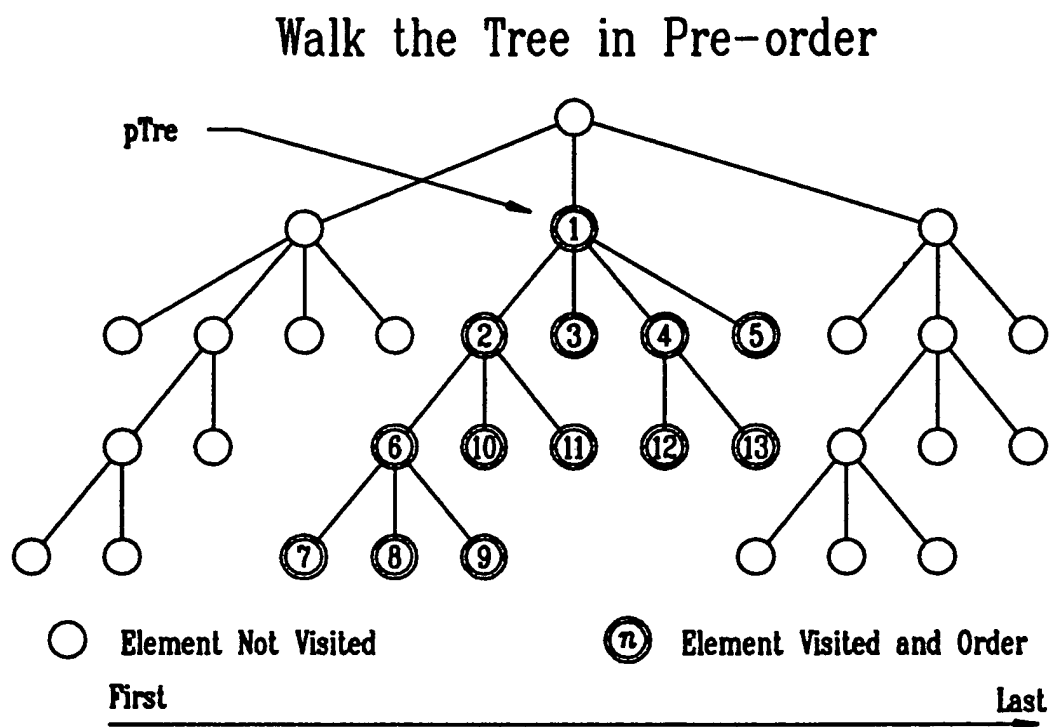 Walk the Tree in Pre-order
pTre
1
2 3 4 5
6 10 11 12 13
7 8 9
Element Not Visited
n Element Visited and Order
First Last